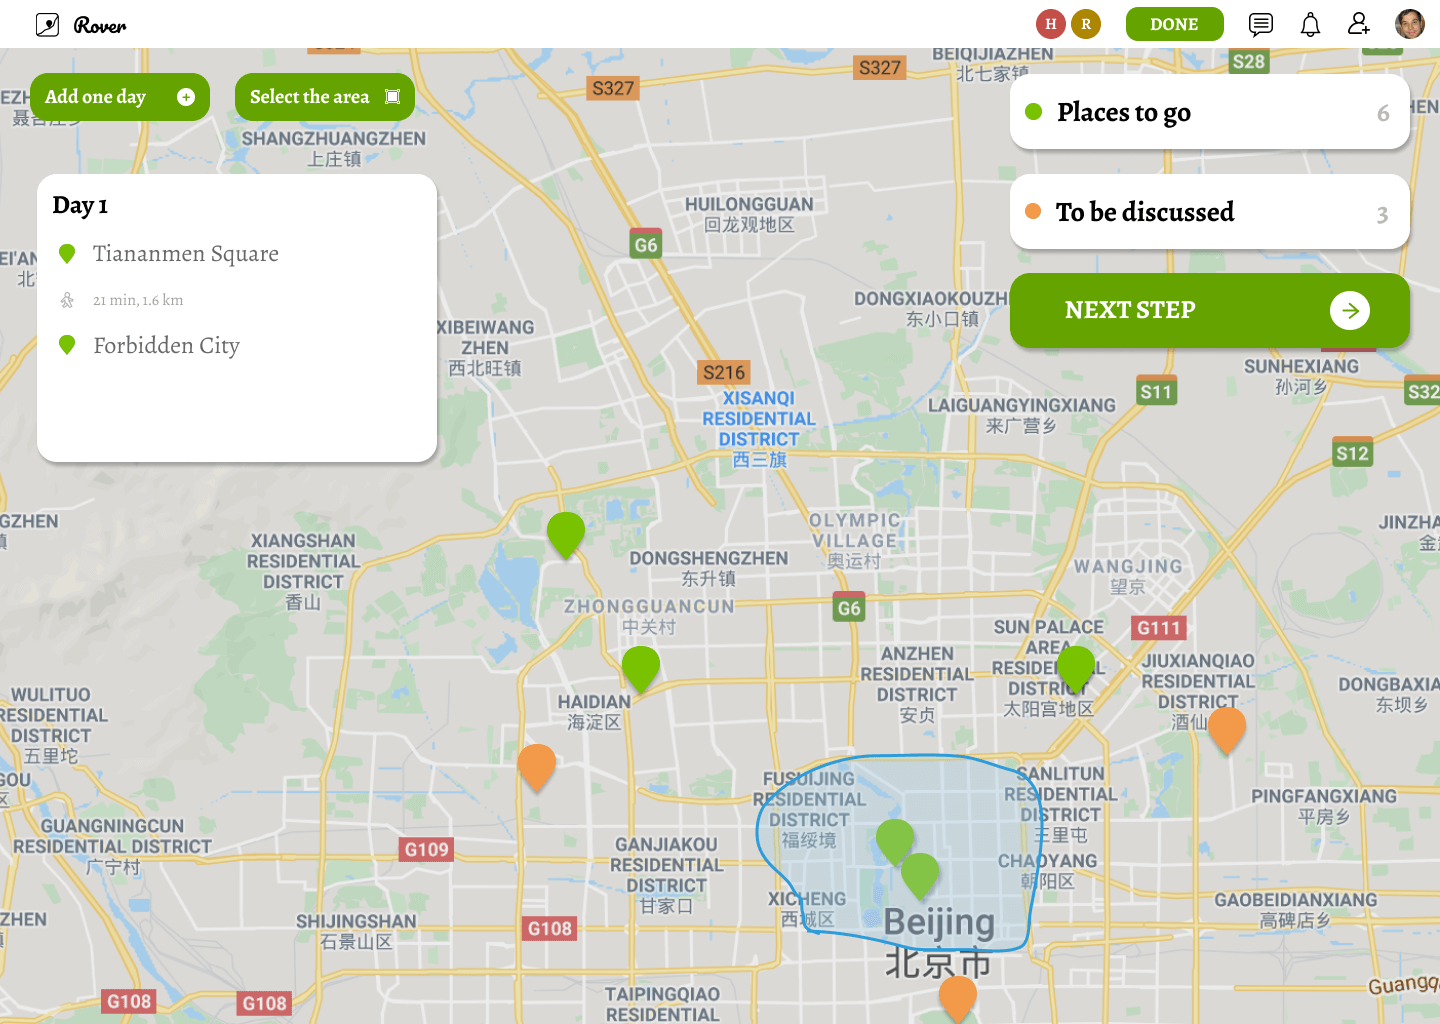 Rover
H
R
DONE
Add one day
Select the area
Day 1
Tiananmen Square
21 min, 1.6 km
Forbidden City
Places to go
6
To be discussed
3
NEXT STEP
S327
S327
BEIQIJIAZHEN
北七家镇
S28
SHANGZHUANGZHEN
上庄镇
HUILONGGUAN
回龙观地区
G6
DONGXIAOKOUZH
东小口镇
XIBEIWANG
ZHEN
西北旺镇
S216
XISANQI
RESIDENTIAL
DISTRICT
西三旗
LAIGUANGYINGXIANG
来广营乡
S11
SUNHEXIANG
孙河乡
S32
S12
GZHEN
镇
XIANGSHAN
RESIDENTIAL
DISTRICT
香山
DONGSHENGZHEN
东升镇
OLYMPIC
VILLAGE
奥运村
WANGJING
望京
JINZHA
ZHONGGUANCUN
中关村
G6
SUN PALACE
AREA
太阳宫地区
G111
ANZHEN
RESIDENTIAL
DISTRICT
安贞
JIUXIANQIAO
RESIDENTIAL
DISTRICT
酒仙
DONGBAXIA
东坝乡
HAIDIAN
海淀区
WULITUO
RESIDENTIAL
DISTRICT
五里坨
GOU
区
FUSUIJING
RESIDENTIAL
DISTRICT
福绥境
SANLITUN
RESIDENTIAL
DISTRICT
三里屯
PINGFANGXIANG
平房乡
GUANGNINGCUN
RESIDENTIAL DISTRICT
广宁村
G109
GANJIAKOU
RESIDENTIAL
DISTRICT
甘家口
CHAOYANG
朝阳区
XICHENG
西城区
GAOBEIDIANXIANG
高碑店乡
ZHEN
SHIJINGSHAN
石景山区
G108
Beijing
北京市
G108
G108
TAIPINGQIAO
RESIDENTIAL
Guangq